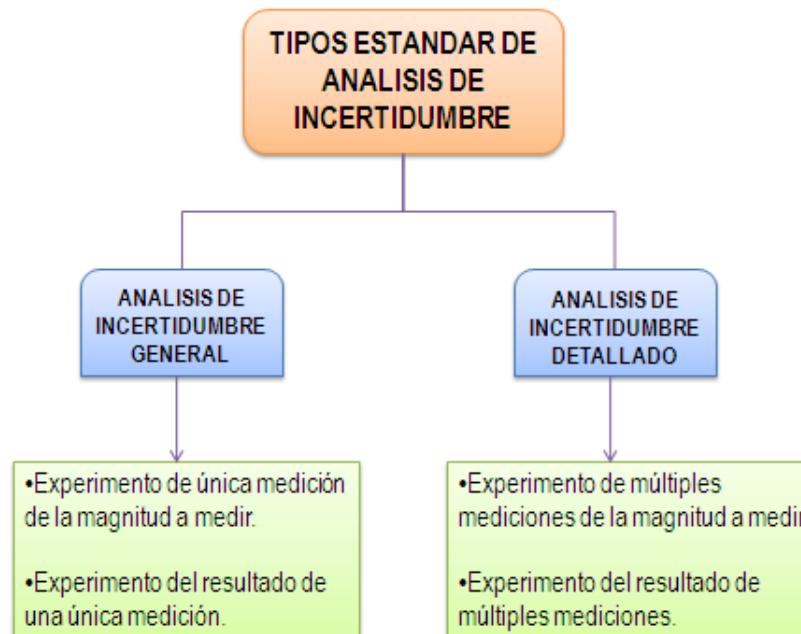 TIPOS ESTANDAR DE
ANALISIS DE
INCERTIDUMBRE
ANALISIS DE
INCERTIDUMBRE
GENERAL
ANALISIS DE
INCERTIDUMBRE
DETALLADO
•Experimento de única medición
de la magnitud a medir.
•Experimento del resultado de
una única medición.
•Experimento de múltiples
mediciones de la magnitud a medir
•Experimento del resultado de
múltiples mediciones.